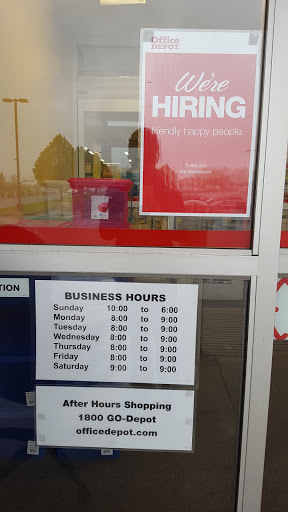 Office
DEPOT
We're
HIRING
friendly happy people.
TION
BUSINESS HOURS
Sunday 10:00 to 6:00
Monday 8:00 to 9:00
Tuesday 8:00 to 9:00
Wednesday 8:00 to 9:00
Thursday 8:00 to 9:00
Friday 8:00 to 9:00
Saturday 9:00 to 9:00
After Hours Shopping
1800 GO-Depot
officedepot.com